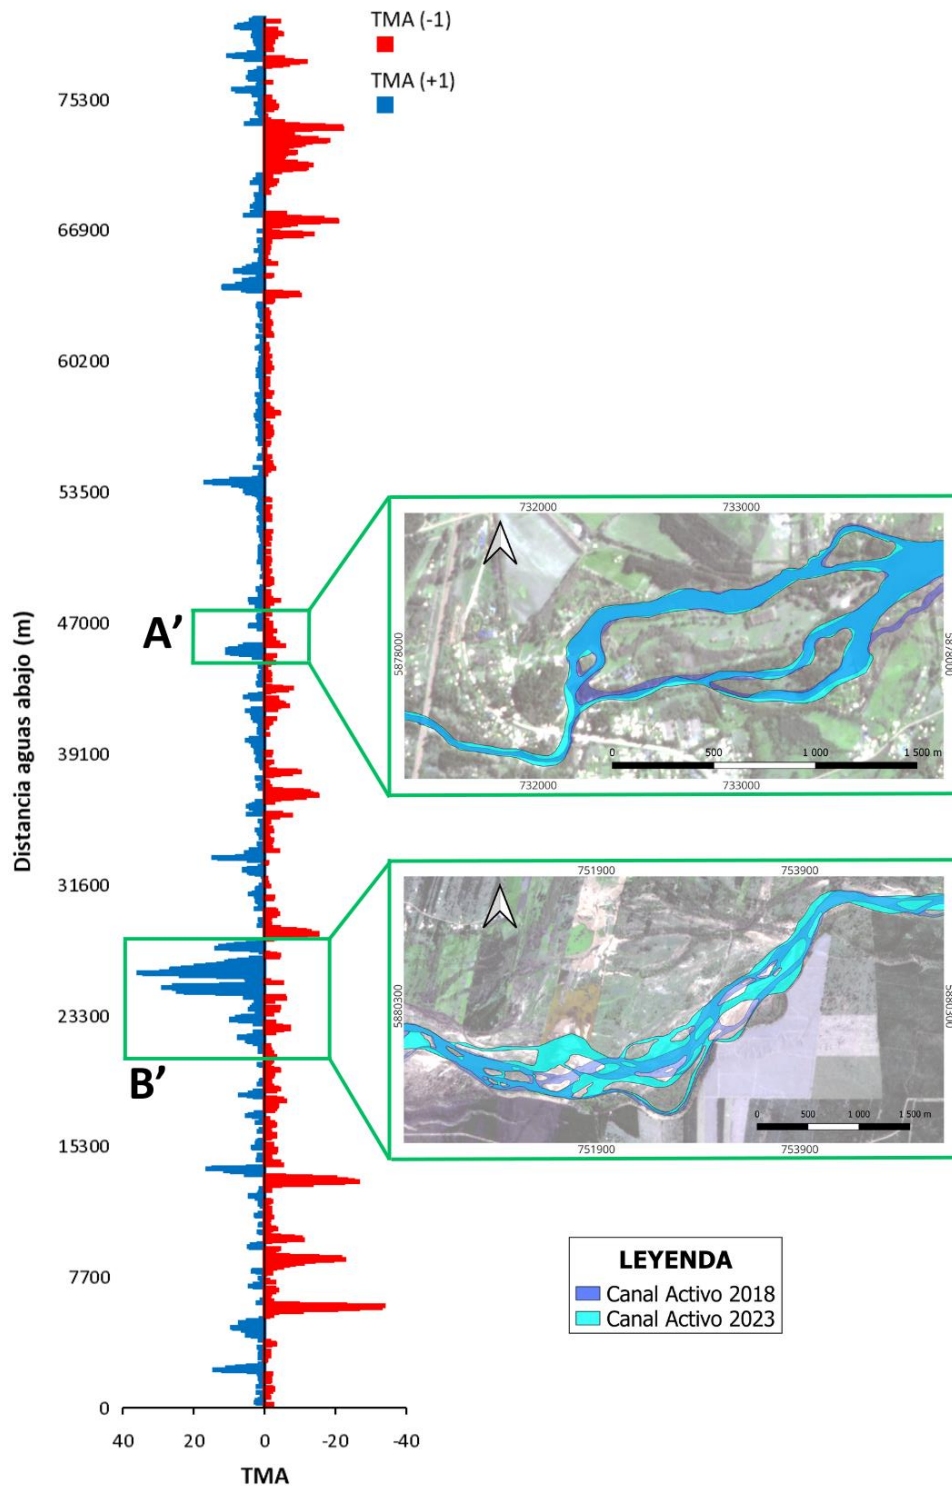 TMA (-1)
TMA (+1)
75300
66900
60200
53500
47000
39100
31600
23300
15300
7700
0
Distancia aguas abajo (m)
40 20 0 -20 -40
TMA
A’
B’
732000 733000
5878000
5878000
0 500 1 000 1 500 m
732000 733000
751900 753900
5880300
5880300
0 500 1 000 1 500 m
751900 753900
LEYENDA
Canal Activo 2018
Canal Activo 2023